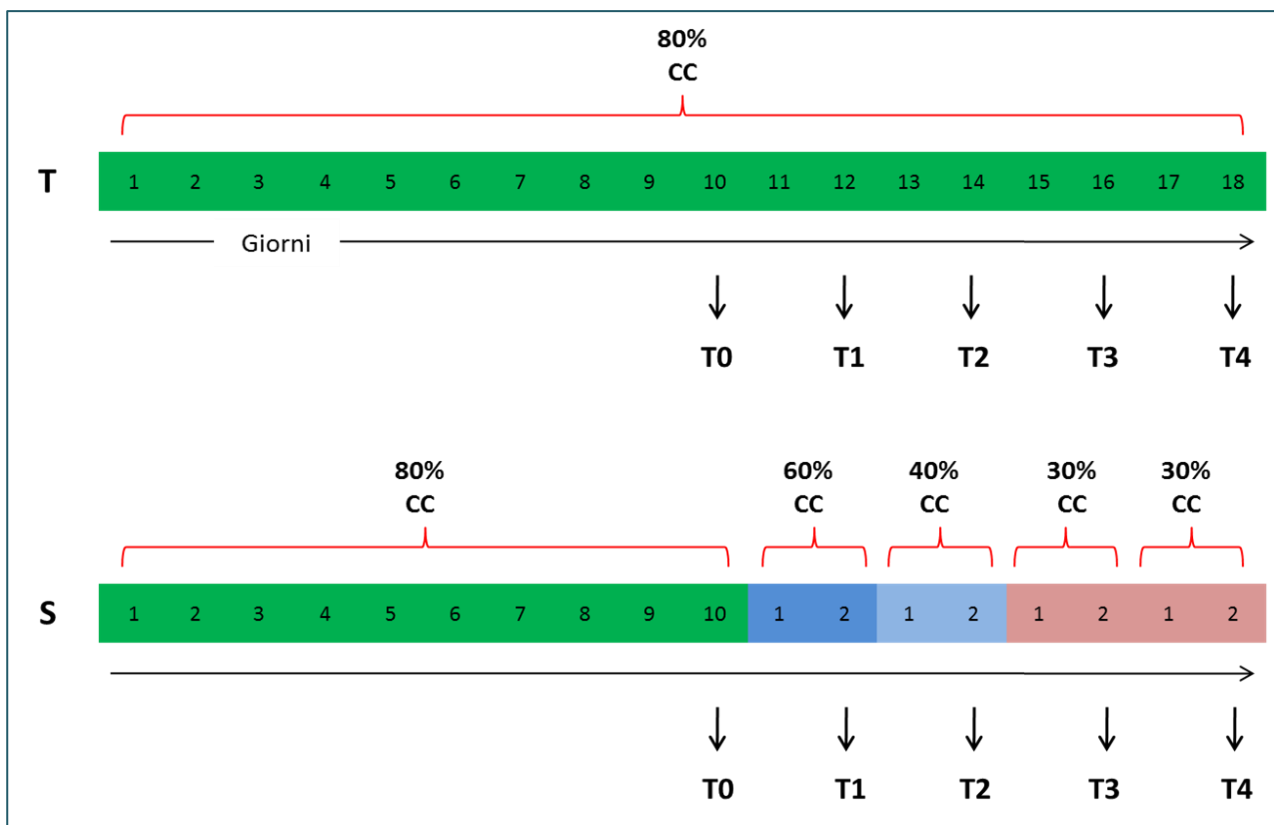 80%
CC
T 1 2 3 4 5 6 7 8 9 10 11 12 13 14 15 16 17 18
Giorni
T0 T1 T2 T3 T4
80% 60% 40% 30% 30%
CC CC CC CC CC
S 1 2 3 4 5 6 7 8 9 10 1 2 1 2 1 2 1 2
T0 T1 T2 T3 T4